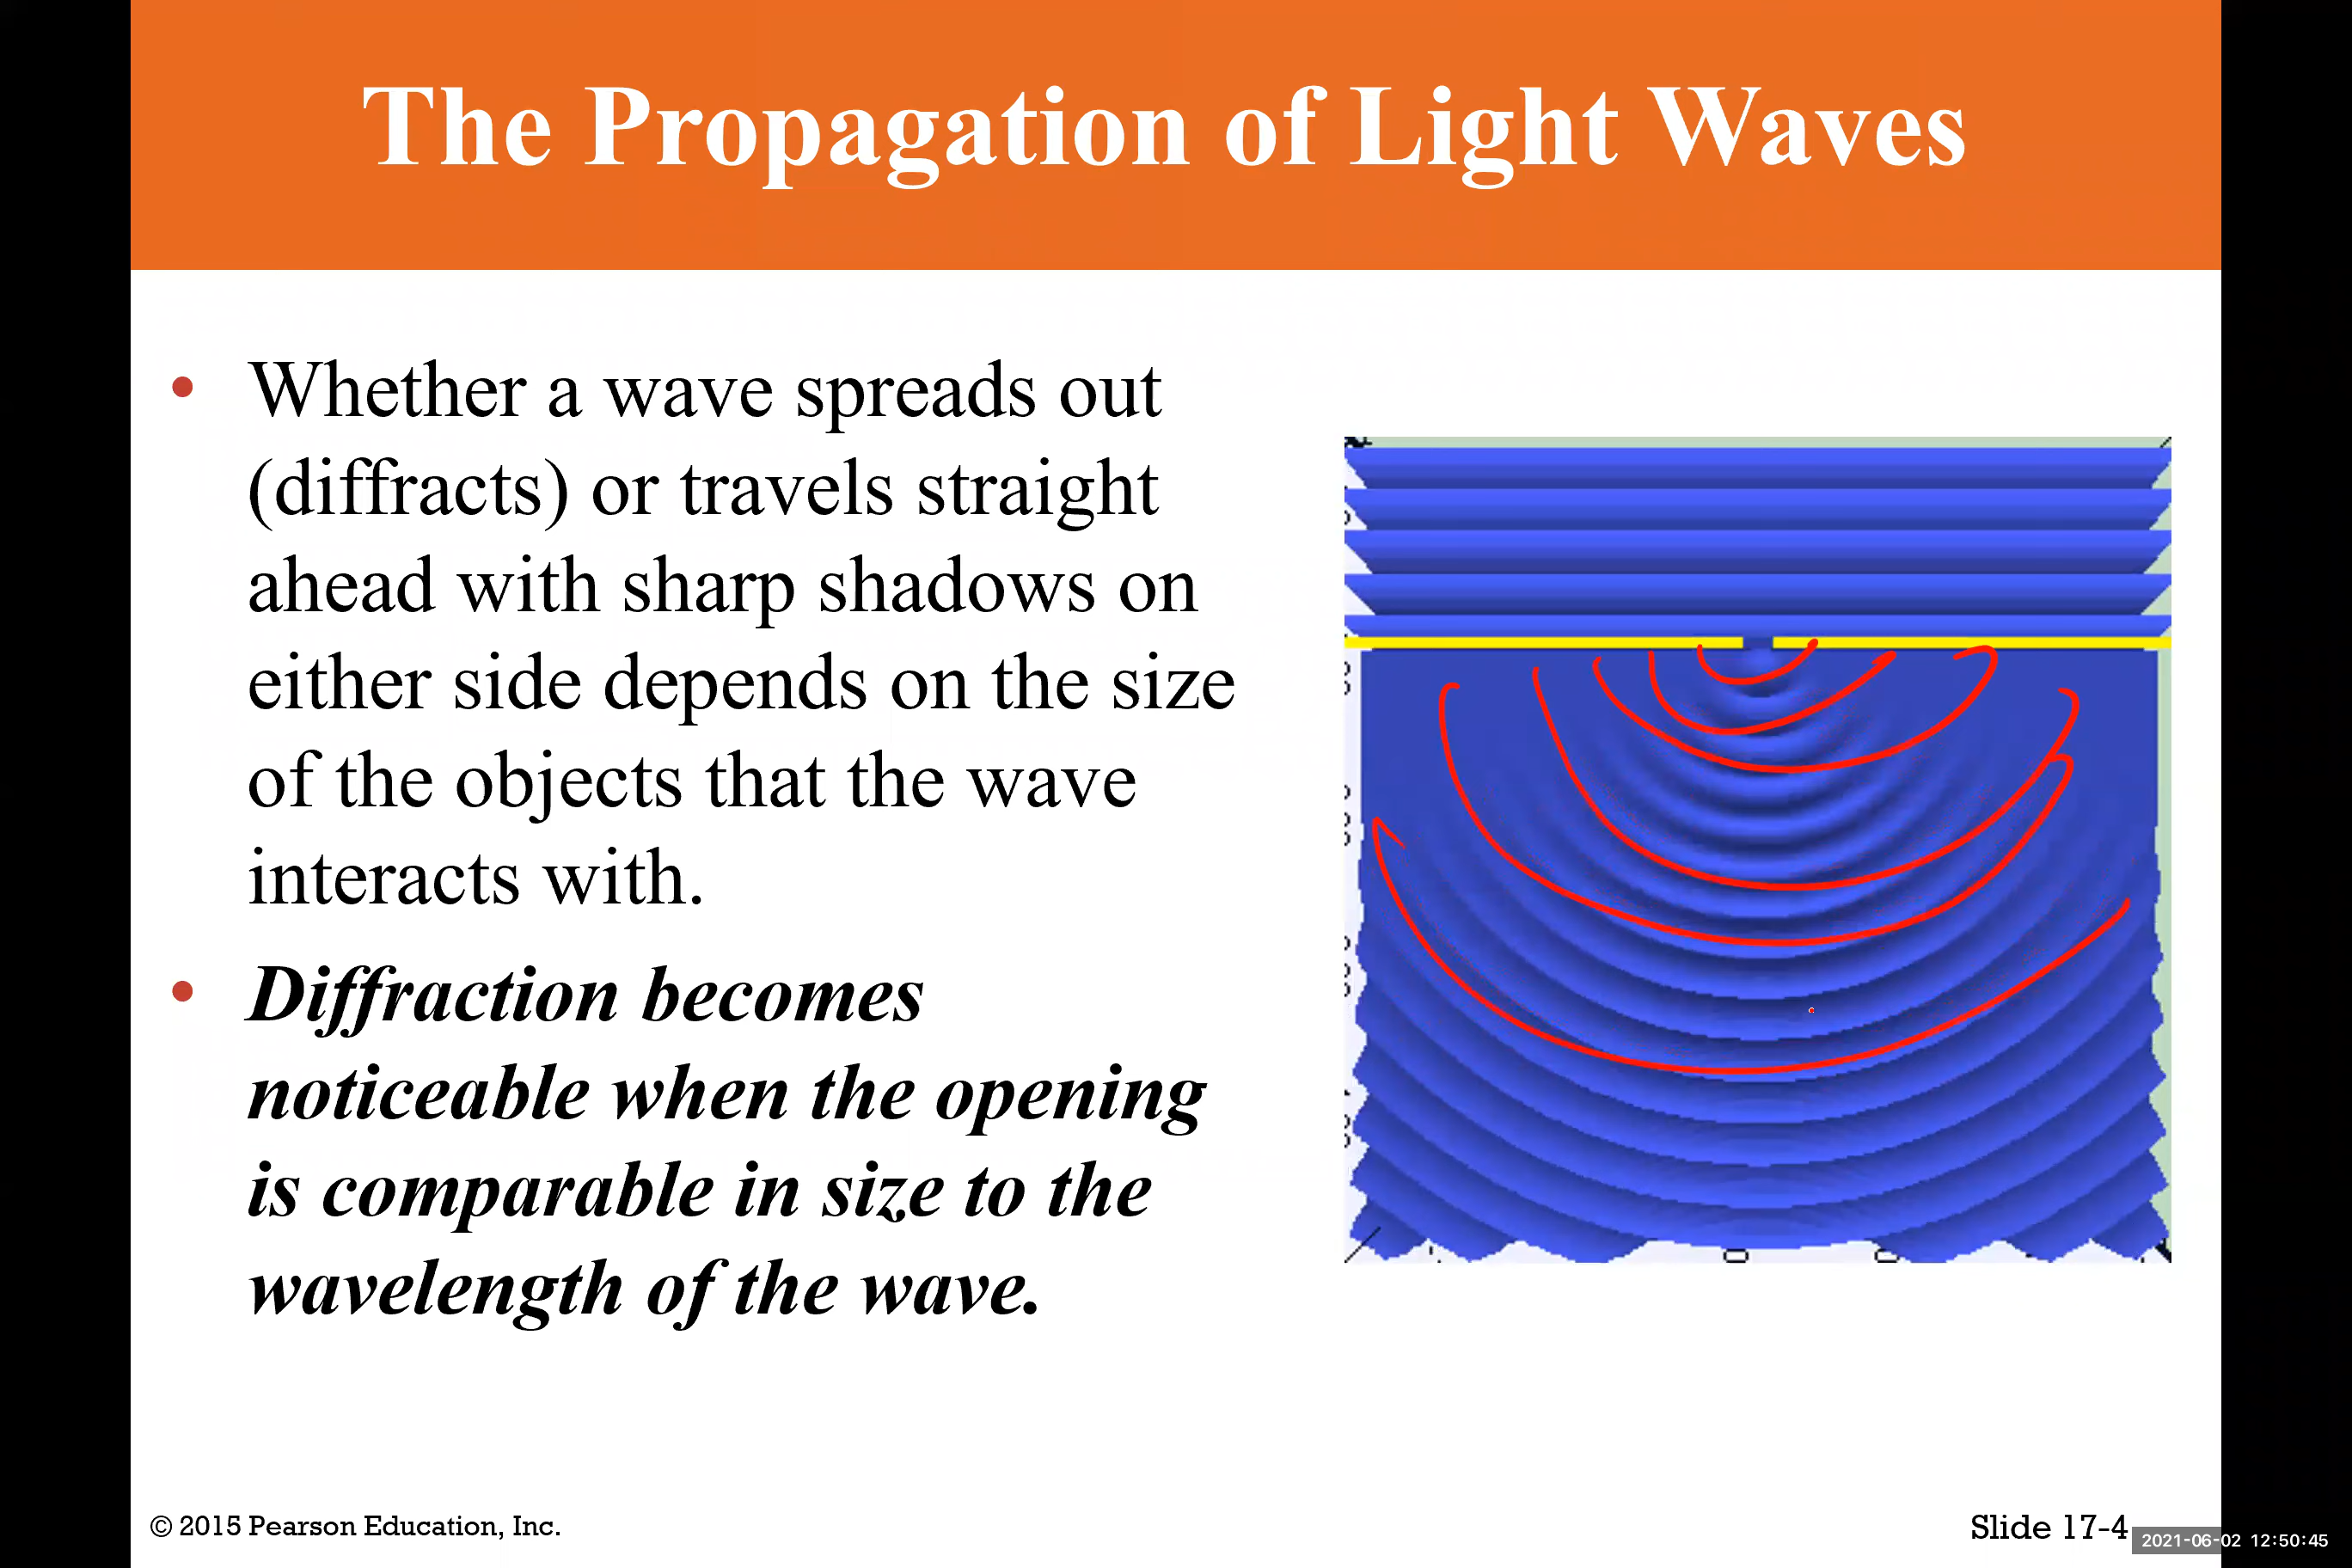 The Propagation of Light Waves
• Whether a wave spreads out
(diffracts) or travels straight
ahead with sharp shadows on
either side depends on the size
of the objects that the wave
interacts with.
• Diffraction becomes
noticeable when the opening
is comparable in size to the
wavelength of the wave.
© 2015 Pearson Education, Inc.
Slide 17-4
2021-06-02 12:50:45